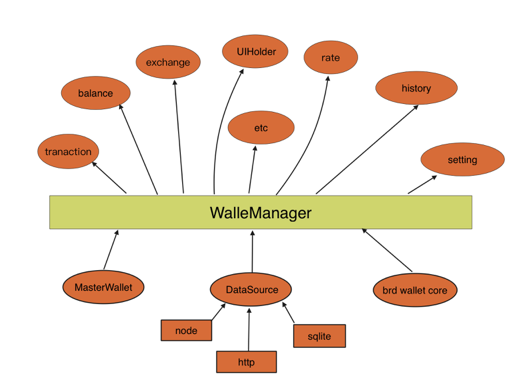 UIHolder
exchange
rate
balance
history
etc
tranaction
setting
WalleManager
MasterWallet
DataSource
brd wallet core
node
sqlite
http